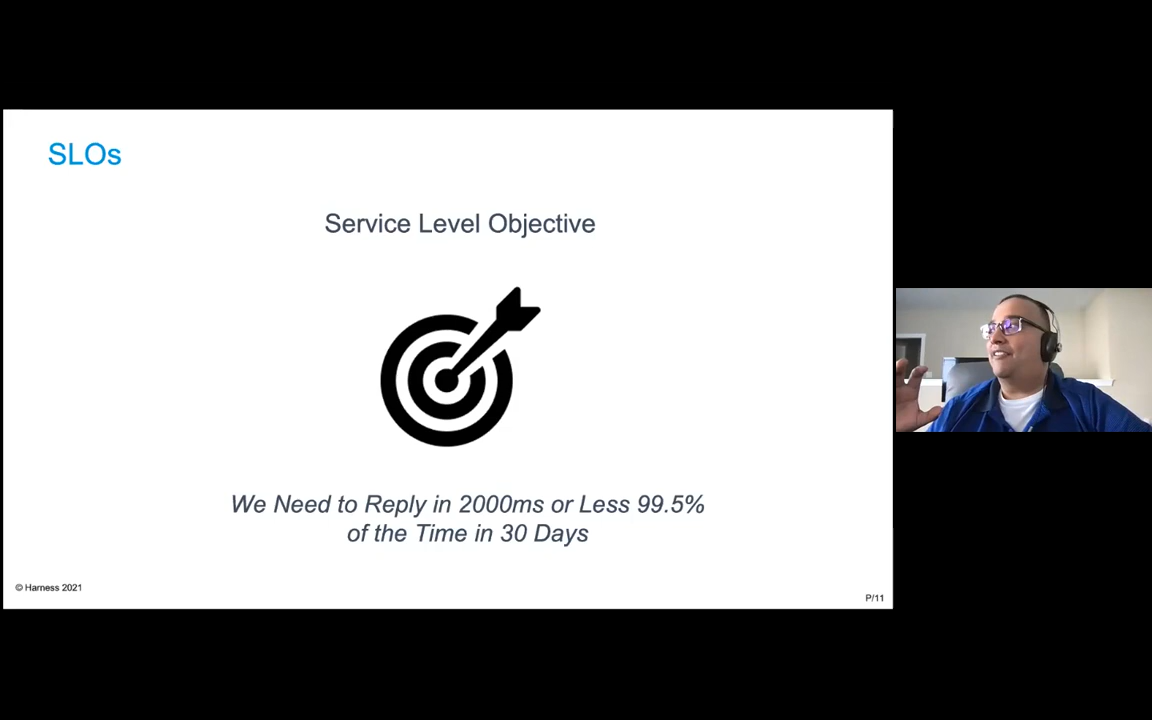 SLOs
Service Level Objective
We Need to Reply in 2000ms or Less 99.5%
of the Time in 30 Days
© Harness 2021
P/11